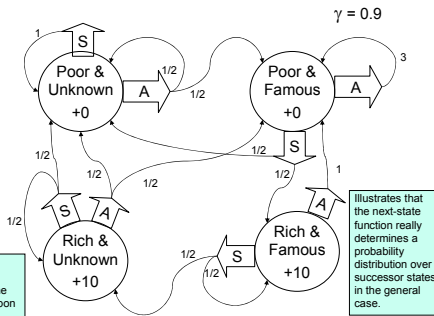 γ = 0.9
1
S
Poor &
Unknown
+0
A
1/2
1/2
Poor &
Famous
+0
A
3
S
1/2
1/2
1/2
1/2
1/2
1
S
A
1/2
Rich &
Unknown
+10
S
1/2
1/2
Rich &
Famous
+10
A
Illustrates that
the next-state
function really
determines a
probability
distribution over
successor states
in the general
case.